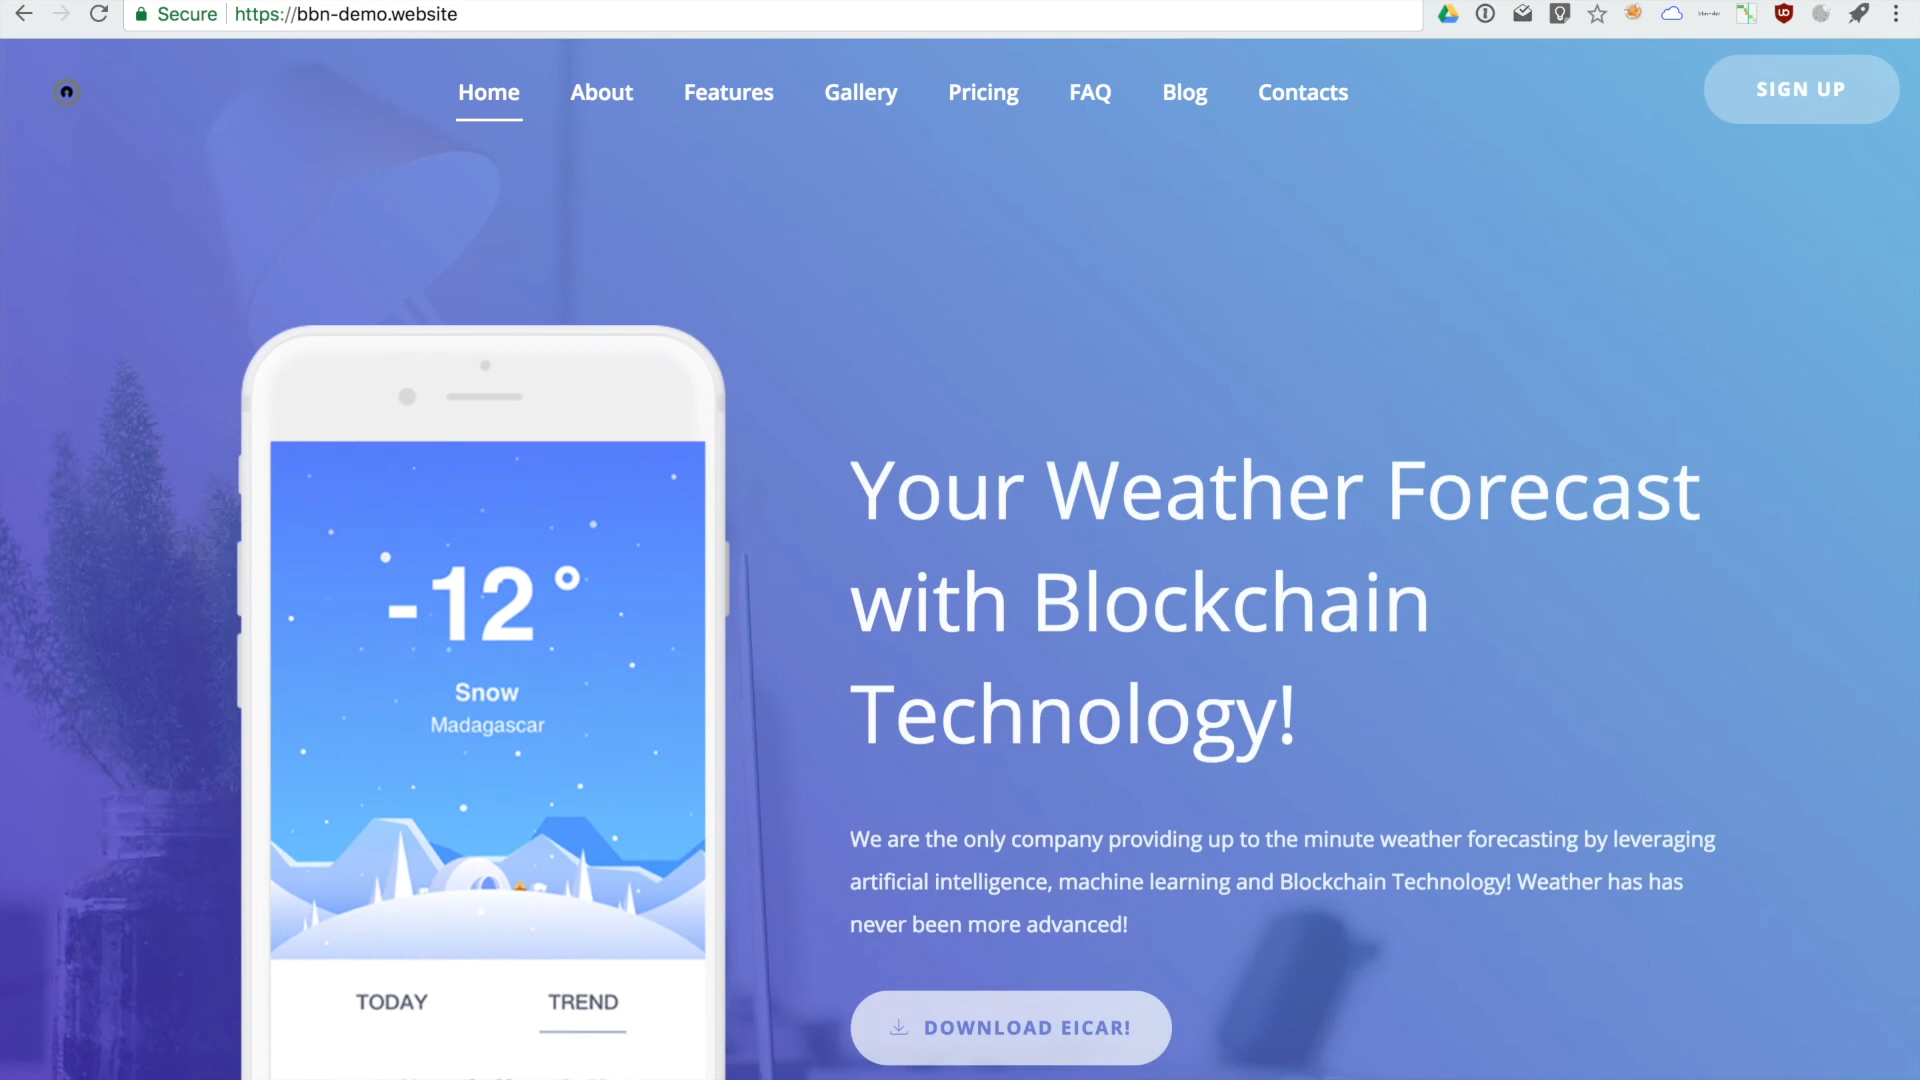 Secure https://bbn-demo.website
Home About Features Gallery Pricing FAQ Blog Contacts SIGN UP
-12°
Snow
Madagascar
TODAY TREND
Your Weather Forecast
with Blockchain
Technology!
We are the only company providing up to the minute weather forecasting by leveraging
artificial intelligence, machine learning and Blockchain Technology! Weather has has
never been more advanced!
DOWNLOAD EICAR!